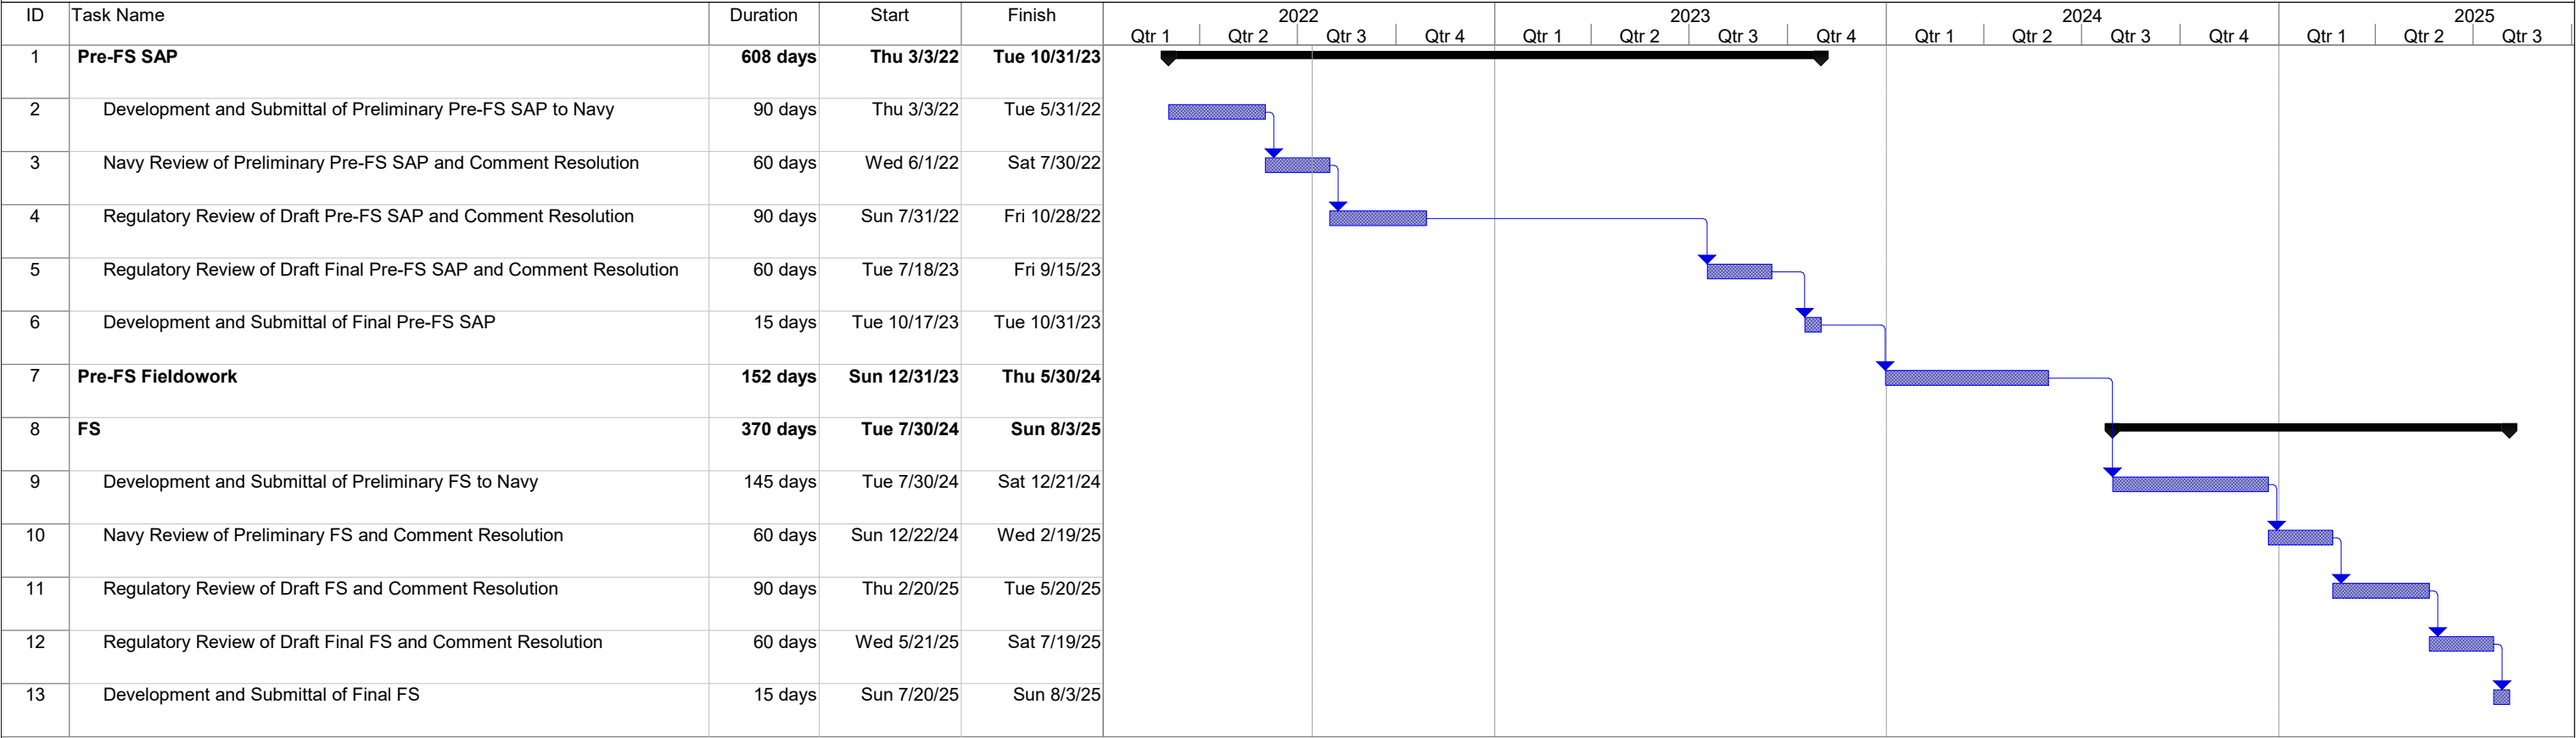 ID Task Name Duration Start Finish 2022 2023 2024 2025
Qtr 1 Qtr 2 Qtr 3 Qtr 4 Qtr 1 Qtr 2 Qtr 3 Qtr 4 Qtr 1 Qtr 2 Qtr 3 Qtr 4 Qtr 1 Qtr 2 Qtr 3
1 Pre-FS SAP 608 days Thu 3/3/22 Tue 10/31/23
2 Development and Submittal of Preliminary Pre-FS SAP to Navy 90 days Thu 3/3/22 Tue 5/31/22
3 Navy Review of Preliminary Pre-FS SAP and Comment Resolution 60 days Wed 6/1/22 Sat 7/30/22
4 Regulatory Review of Draft Pre-FS SAP and Comment Resolution 90 days Sun 7/31/22 Fri 10/28/22
5 Regulatory Review of Draft Final Pre-FS SAP and Comment Resolution 60 days Tue 7/18/23 Fri 9/15/23
6 Development and Submittal of Final Pre-FS SAP 15 days Tue 10/17/23 Tue 10/31/23
7 Pre-FS Fieldowork 152 days Sun 12/31/23 Thu 5/30/24
8 FS 370 days Tue 7/30/24 Sun 8/3/25
9 Development and Submittal of Preliminary FS to Navy 145 days Tue 7/30/24 Sat 12/21/24
10 Navy Review of Preliminary FS and Comment Resolution 60 days Sun 12/22/24 Wed 2/19/25
11 Regulatory Review of Draft FS and Comment Resolution 90 days Thu 2/20/25 Tue 5/20/25
12 Regulatory Review of Draft Final FS and Comment Resolution 60 days Wed 5/21/25 Sat 7/19/25
13 Development and Submittal of Final FS 15 days Sun 7/20/25 Sun 8/3/25